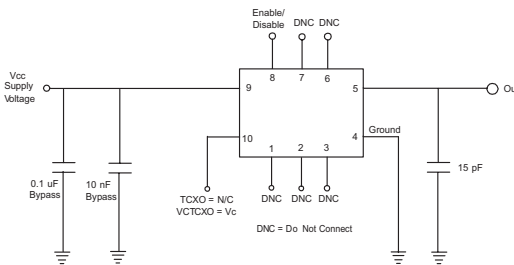 Enable/
Disable
DNC DNC
Vcc
Supply
Voltage
8 7 6
9
5
10
4
Ground
1 2 3
0.1 uF
Bypass
10 nF
Bypass
15 pF
TCXO = N/C
VCTCXO = Vc
DNC DNC DNC
DNC = Do Not Connect